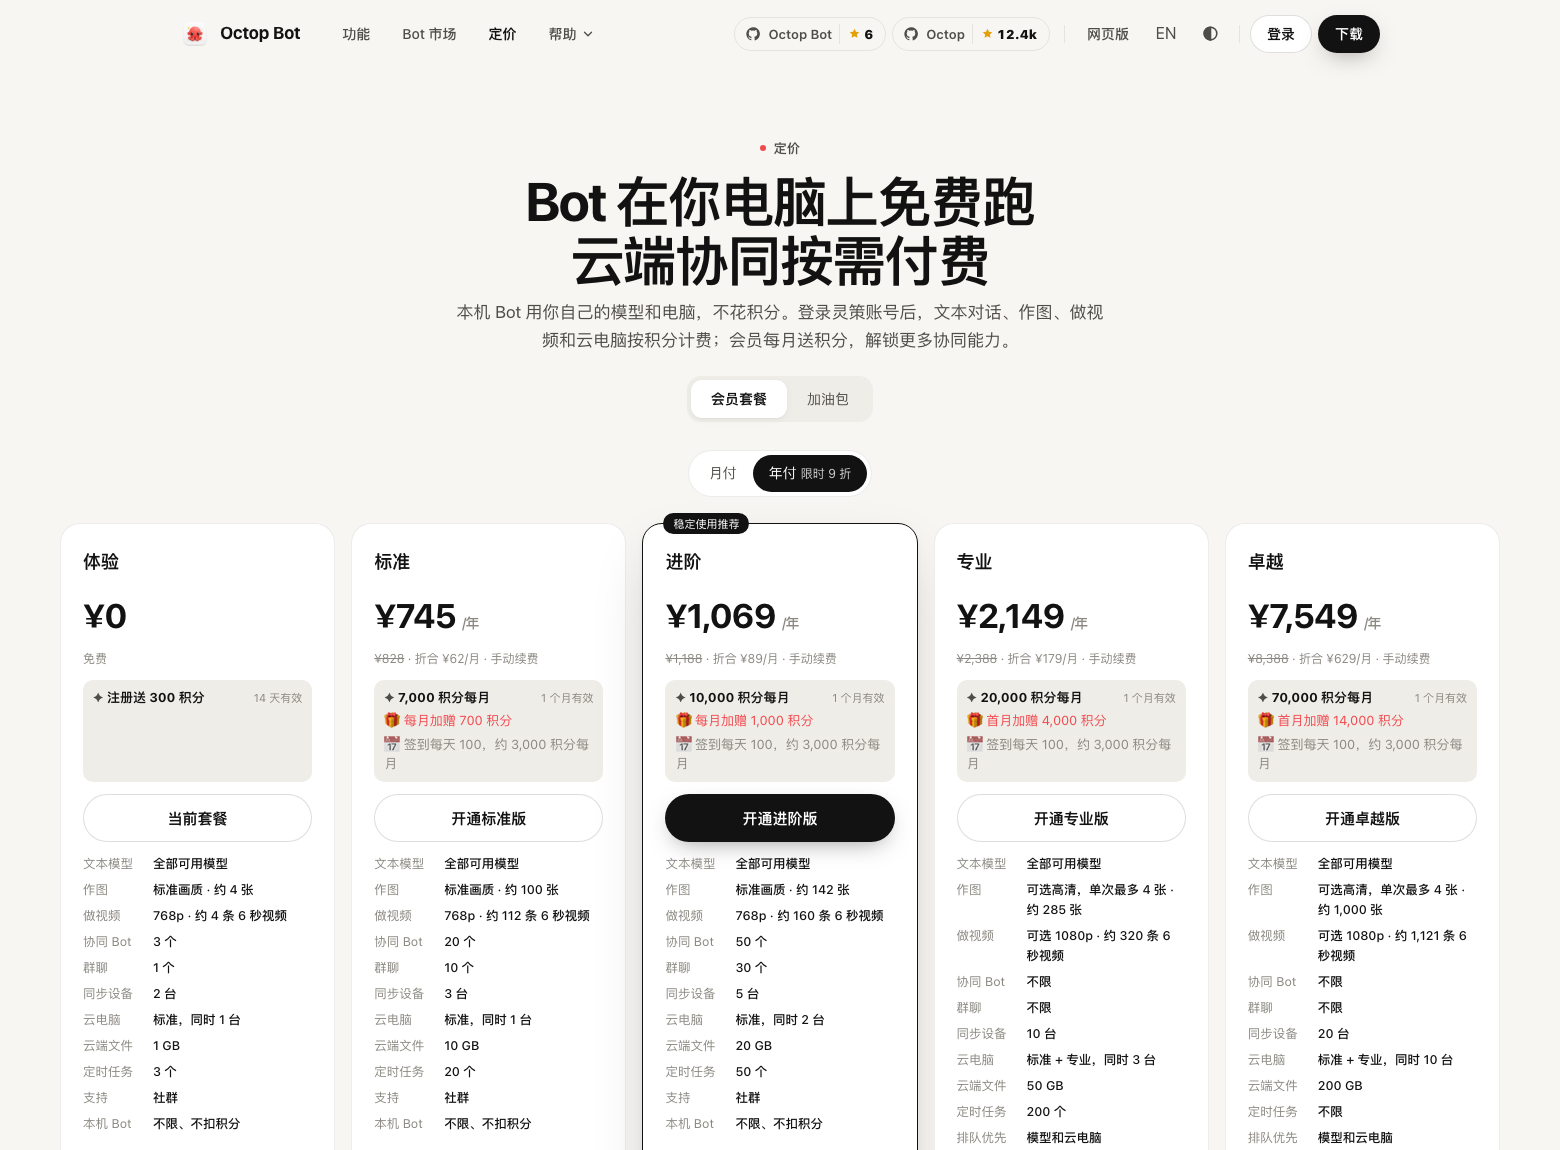 Octop Bot
功能
Bot 市场
定价
帮助
Octop Bot ★ 6
Octop ★ 12.4k
网页版
EN
登录
下载
定价
Bot 在你电脑上免费跑
云端协同按需付费
本机 Bot 用你自己的模型和电脑，不花积分。登录灵策账号后，文本对话、作图、做视
频和云电脑按积分计费；会员每月送积分，解锁更多协同能力。
会员套餐
加油包
月付
年付 限时 9 折
体验
¥0
免费
✦ 注册送 300 积分 14 天有效
当前套餐
文本模型 全部可用模型
作图 标准画质 · 约 4 张
做视频 768p · 约 4 条 6 秒视频
协同 Bot 3 个
群聊 1 个
同步设备 2 台
云电脑 标准，同时 1 台
云端文件 1 GB
定时任务 3 个
支持 社群
本机 Bot 不限、不扣积分
标准
¥745 /年
¥828 · 折合 ¥62/月 · 手动续费
✦ 7,000 积分每月 1 个月有效
🎁 每月加赠 700 积分
📅 签到每天 100，约 3,000 积分每
月
开通标准版
文本模型 全部可用模型
作图 标准画质 · 约 100 张
做视频 768p · 约 112 条 6 秒视频
协同 Bot 20 个
群聊 10 个
同步设备 3 台
云电脑 标准，同时 1 台
云端文件 10 GB
定时任务 20 个
支持 社群
本机 Bot 不限、不扣积分
稳定使用推荐
进阶
¥1,069 /年
¥1,188 · 折合 ¥89/月 · 手动续费
✦ 10,000 积分每月 1 个月有效
🎁 每月加赠 1,000 积分
📅 签到每天 100，约 3,000 积分每
月
开通进阶版
文本模型 全部可用模型
作图 标准画质 · 约 142 张
做视频 768p · 约 160 条 6 秒视频
协同 Bot 50 个
群聊 30 个
同步设备 5 台
云电脑 标准，同时 2 台
云端文件 20 GB
定时任务 50 个
支持 社群
本机 Bot 不限、不扣积分
专业
¥2,149 /年
¥2,388 · 折合 ¥179/月 · 手动续费
✦ 20,000 积分每月 1 个月有效
🎁 首月加赠 4,000 积分
📅 签到每天 100，约 3,000 积分每
月
开通专业版
文本模型 全部可用模型
作图 可选高清，单次最多 4 张 ·
约 285 张
做视频 可选 1080p · 约 320 条 6
秒视频
协同 Bot 不限
群聊 不限
同步设备 10 台
云电脑 标准 + 专业，同时 3 台
云端文件 50 GB
定时任务 200 个
排队优先 模型和云电脑
卓越
¥7,549 /年
¥8,388 · 折合 ¥629/月 · 手动续费
✦ 70,000 积分每月 1 个月有效
🎁 首月加赠 14,000 积分
📅 签到每天 100，约 3,000 积分每
月
开通卓越版
文本模型 全部可用模型
作图 可选高清，单次最多 4 张 ·
约 1,000 张
做视频 可选 1080p · 约 1,121 条 6
秒视频
协同 Bot 不限
群聊 不限
同步设备 20 台
云电脑 标准 + 专业，同时 10 台
云端文件 200 GB
定时任务 不限
排队优先 模型和云电脑